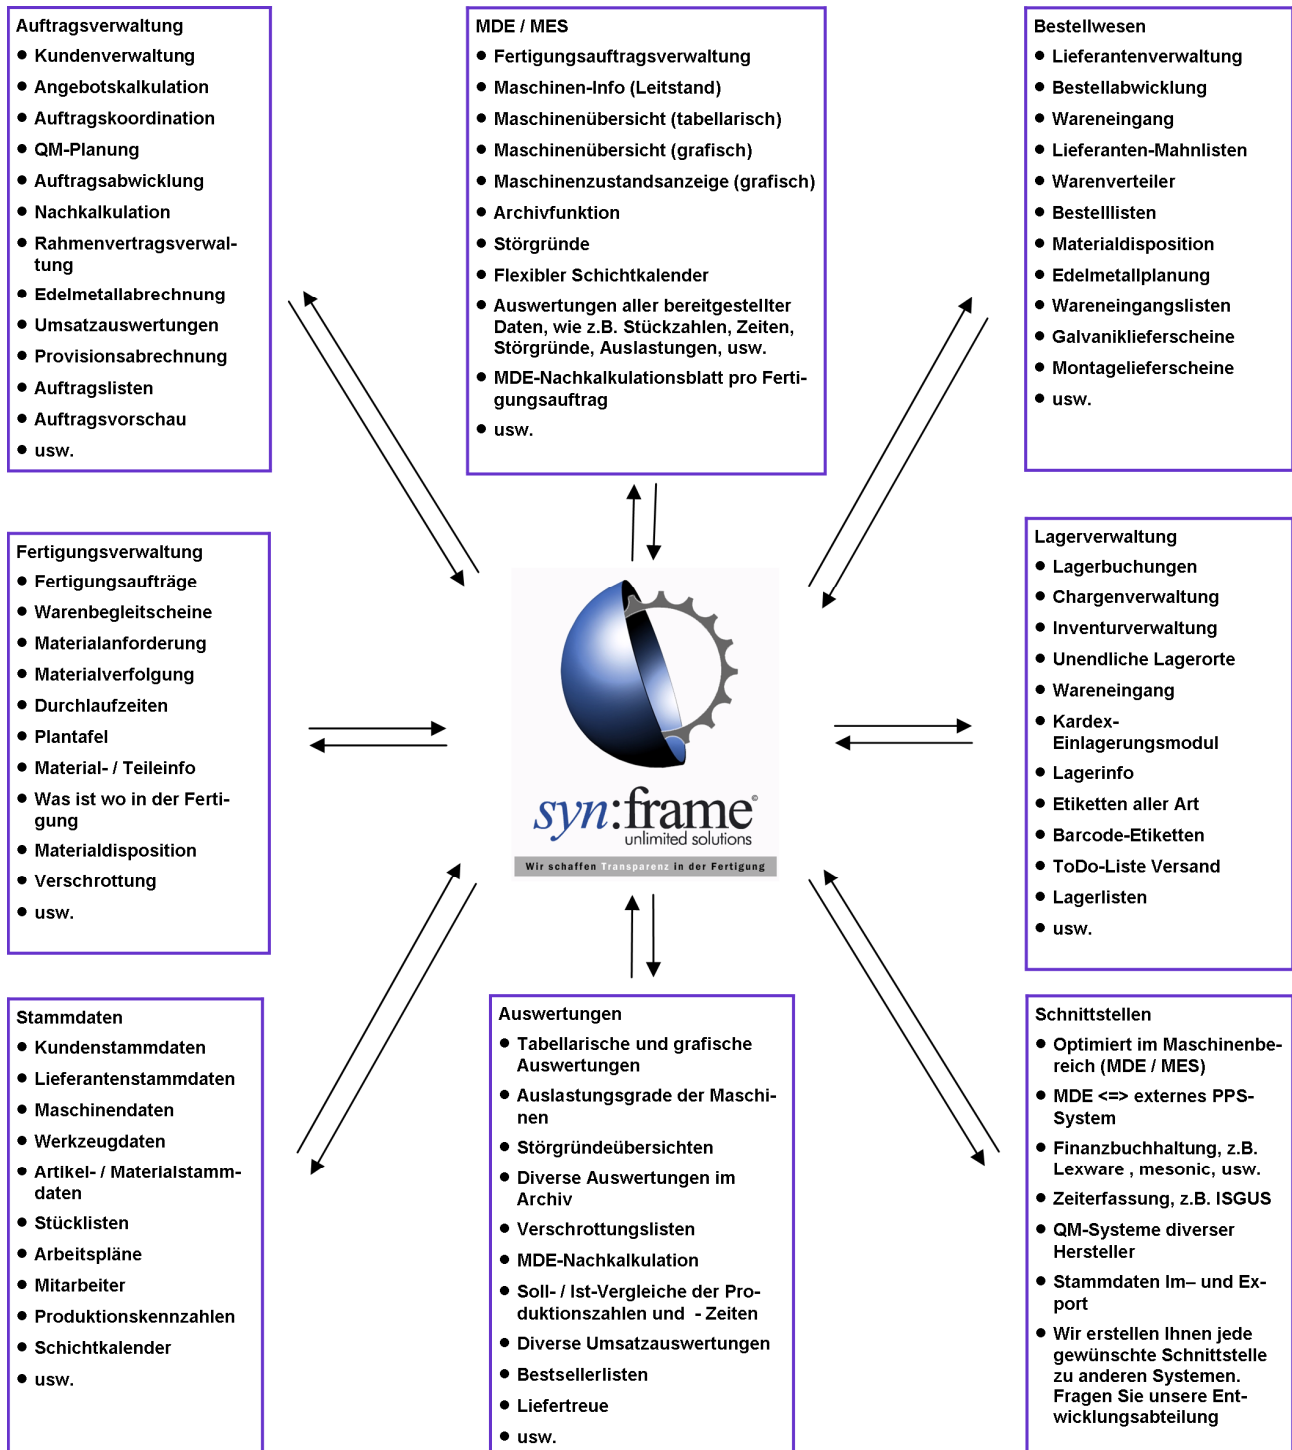 Auftragsverwaltung
● Kundenverwaltung
● Angebotskalkulation
● Auftragskoordination
● QM-Planung
● Auftragsabwicklung
● Nachkalkulation
● Rahmenvertragsverwal-
tung
● Edelmetallabrechnung
● Umsatzauswertungen
● Provisionsabrechnung
● Auftragslisten
● Auftragsvorschau
● usw.
MDE / MES
● Fertigungsauftragsverwaltung
● Maschinen-Info (Leitstand)
● Maschinenübersicht (tabellarisch)
● Maschinenübersicht (grafisch)
● Maschinenzustandsanzeige (grafisch)
● Archivfunktion
● Störgründe
● Flexibler Schichtkalender
● Auswertungen aller bereitgestellter
Daten, wie z.B. Stückzahlen, Zeiten,
Störgründe, Auslastungen, usw.
● MDE-Nachkalkulationsblatt pro Ferti-
gungsauftrag
● usw.
Bestellwesen
● Lieferantenverwaltung
● Bestellabwicklung
● Wareneingang
● Lieferanten-Mahnlisten
● Warenverteiler
● Bestelllisten
● Materialdisposition
● Edelmetallplanung
● Wareneingangslisten
● Galvaniklieferscheine
● Montagelieferscheine
● usw.
Fertigungsverwaltung
● Fertigungsaufträge
● Warenbegleitscheine
● Materialanforderung
● Materialverfolgung
● Durchlaufzeiten
● Plantafel
● Material- / Teileinfo
● Was ist wo in der Ferti-
gung
● Materialdisposition
● Verschrottung
● usw.
syn:frame©
unlimited solutions
Wir schaffen Transparenz in der Fertigung
Lagerverwaltung
● Lagerbuchungen
● Chargenverwaltung
● Inventurverwaltung
● Unendliche Lagerorte
● Wareneingang
● Kardex-
Einlagerungsmodul
● Lagerinfo
● Etiketten aller Art
● Barcode-Etiketten
● ToDo-Liste Versand
● Lagerlisten
● usw.
Stammdaten
● Kundenstammdaten
● Lieferantenstammdaten
● Maschinendaten
● Werkzeugdaten
● Artikel- / Materialstamm-
daten
● Stücklisten
● Arbeitspläne
● Mitarbeiter
● Produktionskennzahlen
● Schichtkalender
● usw.
Auswertungen
● Tabellarische und grafische
Auswertungen
● Auslastungsgrade der Maschi-
nen
● Störgründeübersichten
● Diverse Auswertungen im
Archiv
● Verschrottungslisten
● MDE-Nachkalkulation
● Soll- / Ist-Vergleiche der Pro-
duktionszahlen und - Zeiten
● Diverse Umsatzauswertungen
● Bestsellerlisten
● Liefertreue
● usw.
Schnittstellen
● Optimiert im Maschinenbe-
reich (MDE / MES)
● MDE <=> externes PPS-
System
● Finanzbuchhaltung, z.B.
Lexware , mesonic, usw.
● Zeiterfassung, z.B. ISGUS
● QM-Systeme diverser
Hersteller
● Stammdaten Im– und Ex-
port
● Wir erstellen Ihnen jede
gewünschte Schnittstelle
zu anderen Systemen.
Fragen Sie unsere Ent-
wicklungsabteilung